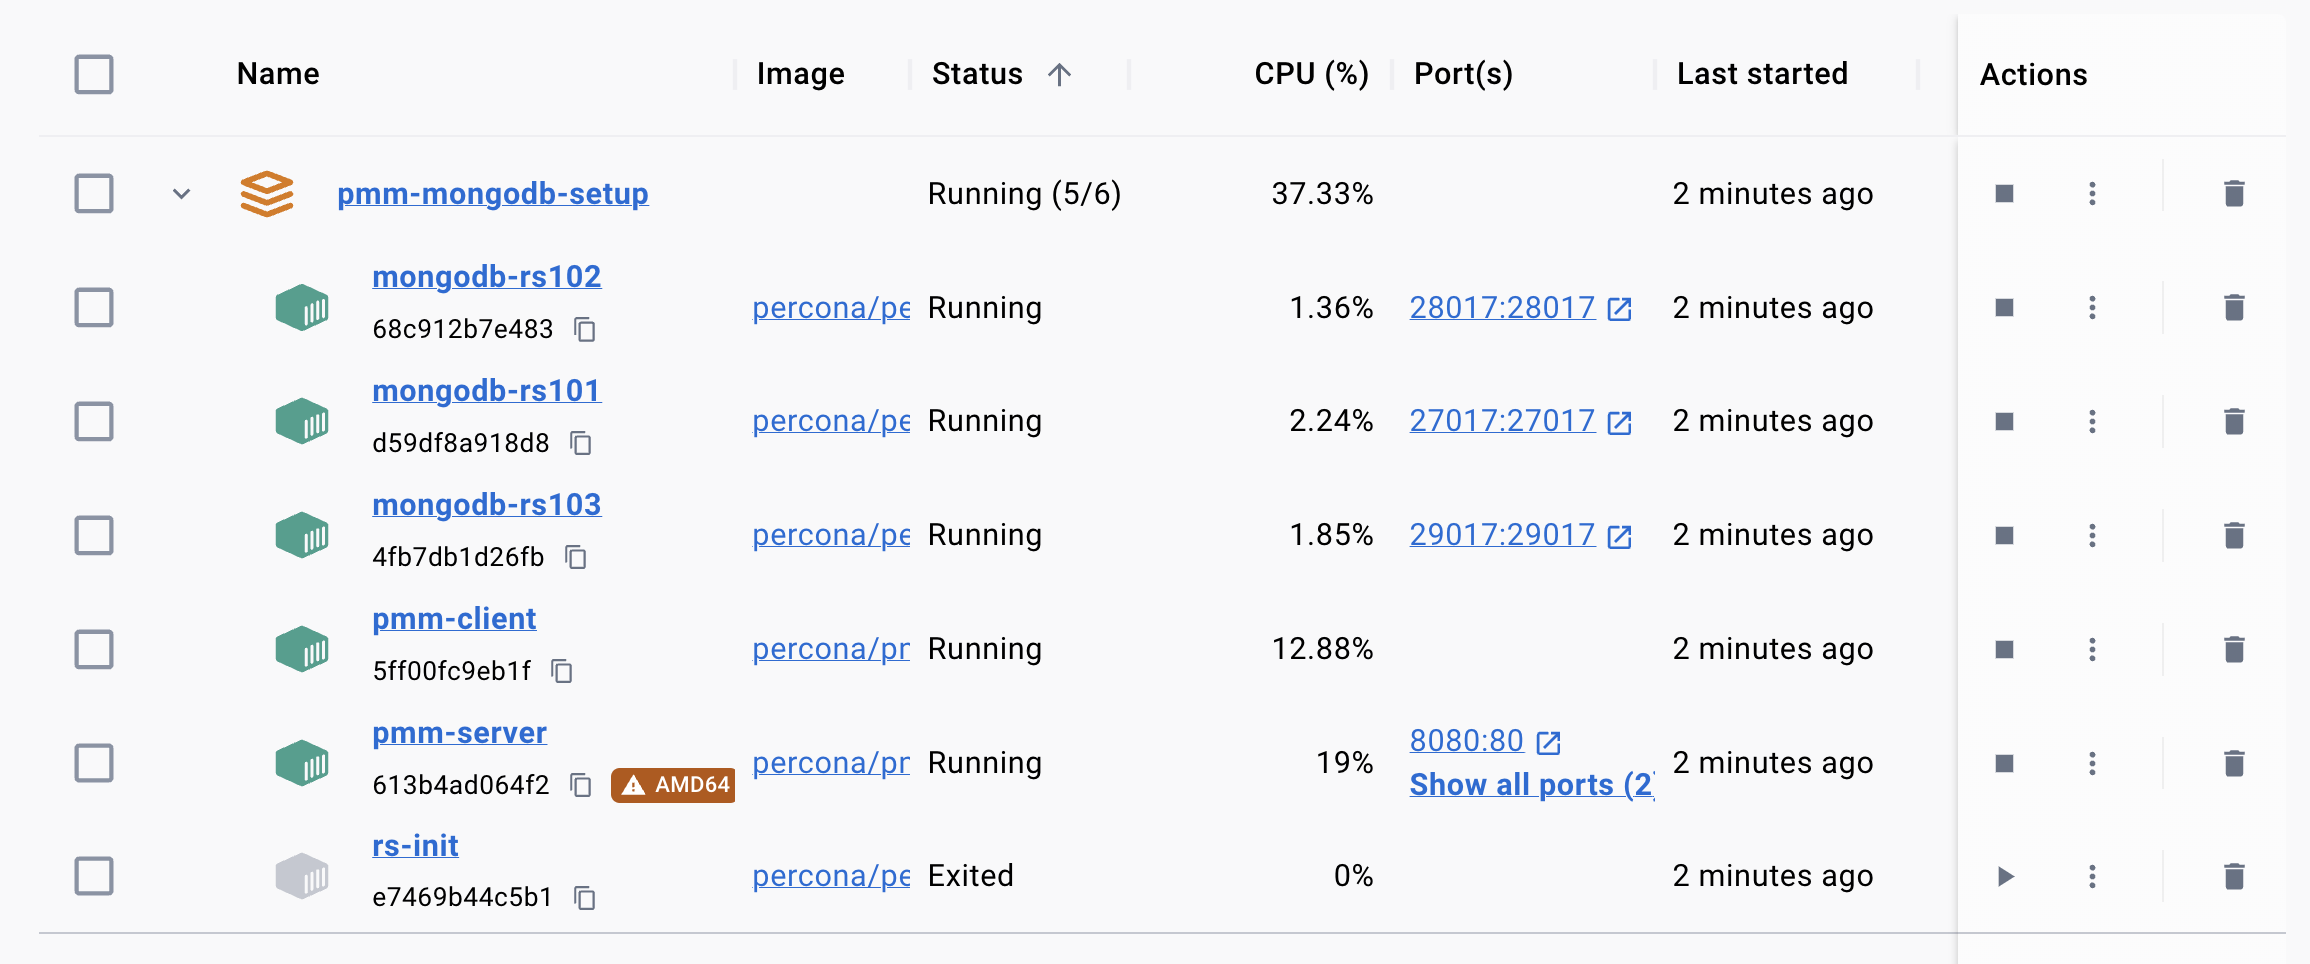 Name Image Status CPU (%) Port(s) Last started Actions
pmm-mongodb-setup Running (5/6) 37.33% 2 minutes ago
mongodb-rs102
68c912b7e483 percona/pe Running 1.36% 28017:28017 2 minutes ago
mongodb-rs101
d59df8a918d8 percona/pe Running 2.24% 27017:27017 2 minutes ago
mongodb-rs103
4fb7db1d26fb percona/pe Running 1.85% 29017:29017 2 minutes ago
pmm-client
5ff00fc9eb1f percona/pm Running 12.88% 2 minutes ago
pmm-server
613b4ad064f2 AMD64 percona/pm Running 19% 8080:80 2 minutes ago
Show all ports (2)
rs-init
e7469b44c5b1 percona/pe Exited 0% 2 minutes ago